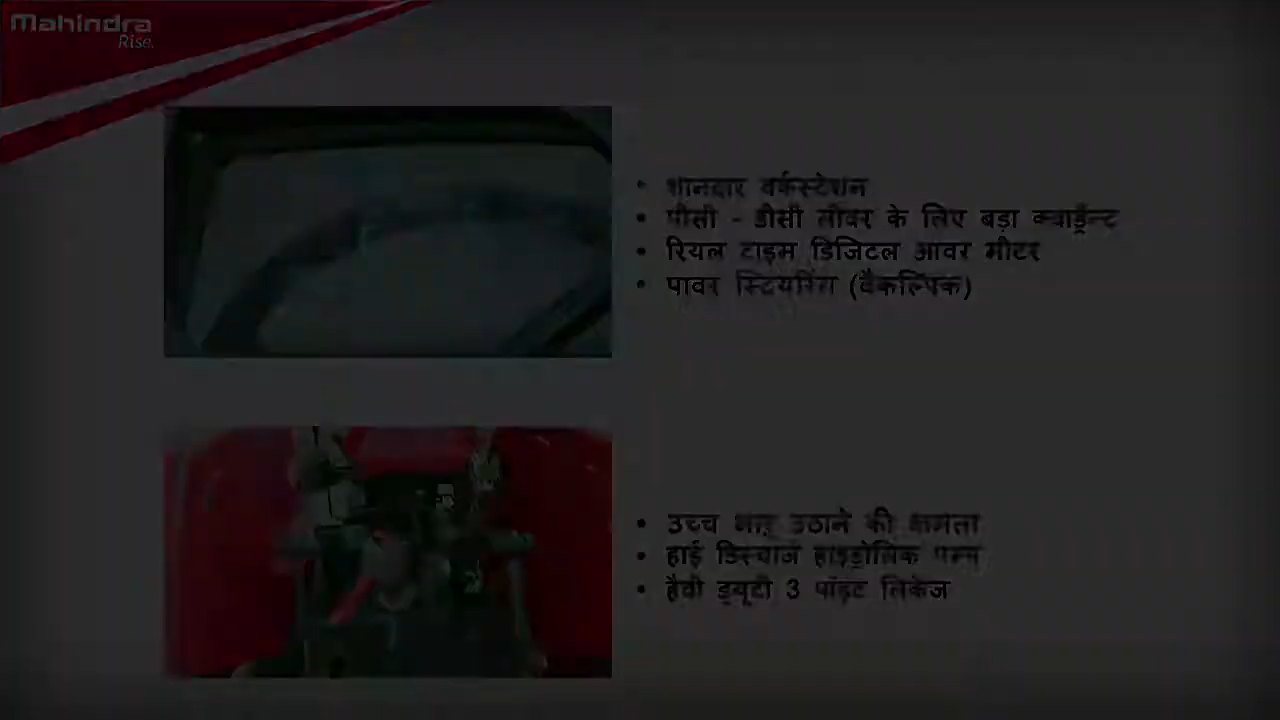 Mahindra
Rise.
• शानदार वर्कस्टेशन
• पीसी - डीसी लीवर के लिए बड़ा क्वाड्रेन्ट
• रियल टाइम डिजिटल आवर मीटर
• पावर स्टियरिंग (वैकल्पिक)
• उच्च भार उठाने की क्षमता
• हाई डिस्चार्ज हाइड्रोलिक पम्प
• हैवी ड्यूटी 3 पॉइंट लिंकेज